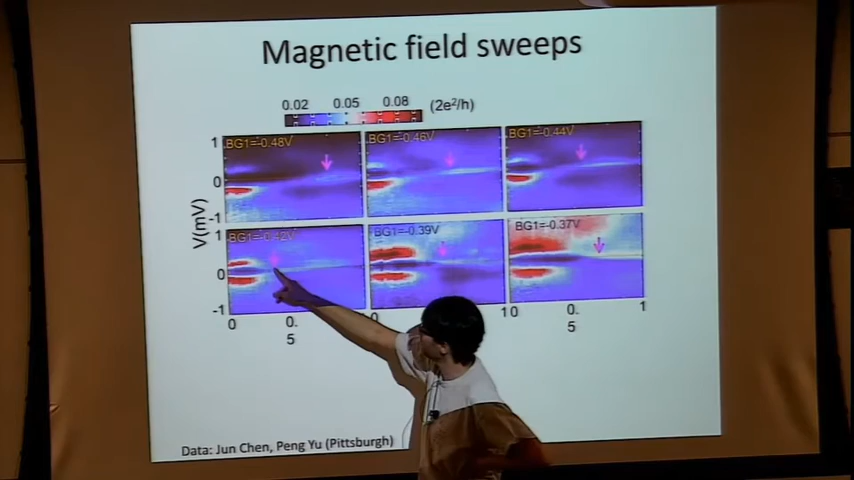 Magnetic field sweeps
0.02 0.05 0.08 (2e²/h)
BG1=-0.48V BG1=-0.46V BG1=-0.44V
1
0
-1
V(mV)
BG1=-0.42V BG1=-0.39V BG1=-0.37V
1
0
-1
0 0.5 10 0.5 1
Data: Jun Chen, Peng Yu (Pittsburgh)